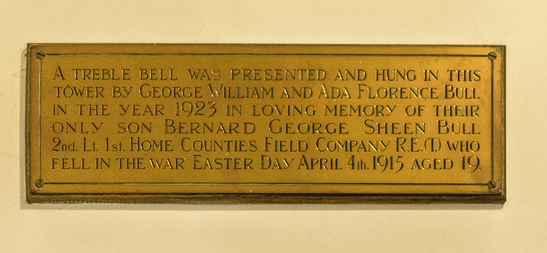 A TREBLE BELL WAS PRESENTED AND HUNG IN THIS
TOWER BY GEORGE WILLIAM AND ADA FLORENCE BULL
IN THE YEAR 1923 IN LOVING MEMORY OF THEIR
ONLY SON BERNARD GEORGE SHEEN BULL
2nd. Lt. 1st. HOME COUNTIES FIELD COMPANY R.E.(T.) WHO
FELL IN THE WAR EASTER DAY APRIL 4th. 1915 AGED 19.